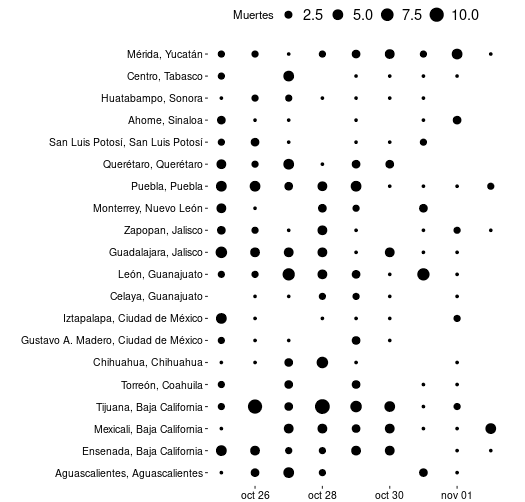 Muertes 2.5 5.0 7.5 10.0
Mérida, Yucatán
Centro, Tabasco
Huatabampo, Sonora
Ahome, Sinaloa
San Luis Potosí, San Luis Potosí
Querétaro, Querétaro
Puebla, Puebla
Monterrey, Nuevo León
Zapopan, Jalisco
Guadalajara, Jalisco
León, Guanajuato
Celaya, Guanajuato
Iztapalapa, Ciudad de México
Gustavo A. Madero, Ciudad de México
Chihuahua, Chihuahua
Torreón, Coahuila
Tijuana, Baja California
Mexicali, Baja California
Ensenada, Baja California
Aguascalientes, Aguascalientes
oct 26 oct 28 oct 30 nov 01